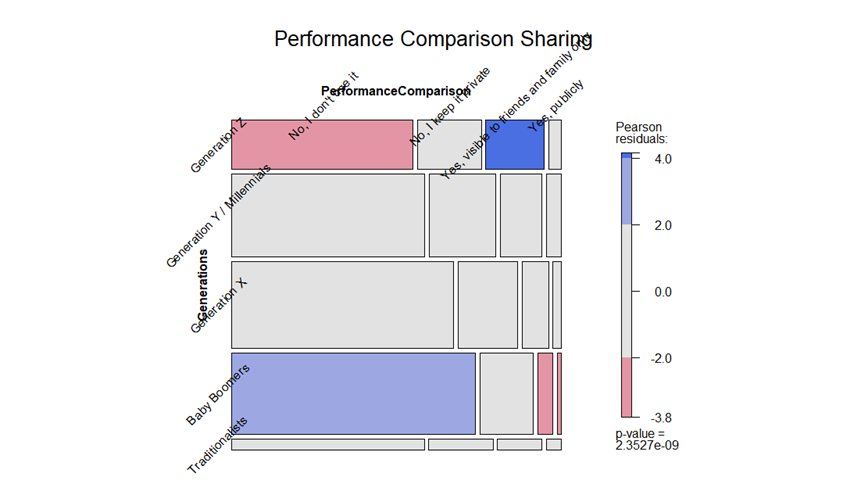 Performance Comparison Sharing
PerformanceComparison
No, I don't use it
No, I keep it private
Yes, visible to friends and family only
Yes, publicly
Generations
Generation Z
Generation Y / Millennials
Generation X
Baby Boomers
Traditionalists
Pearson
residuals:
4.0
2.0
0.0
-2.0
-3.8
p-value =
2.3527e-09